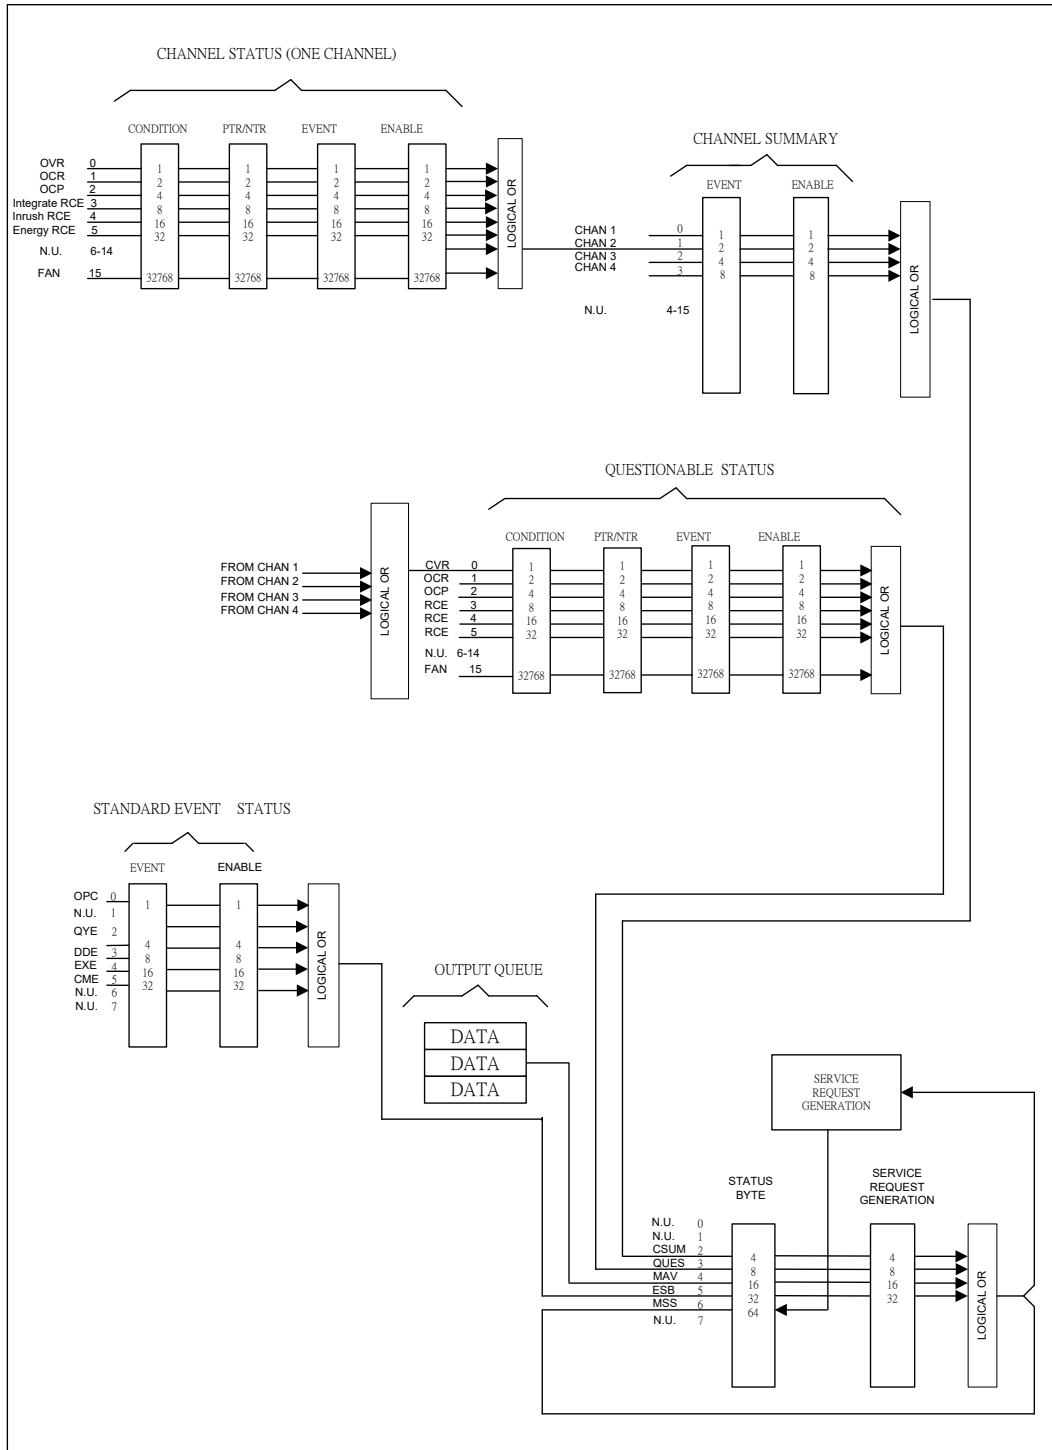 CHANNEL STATUS (ONE CHANNEL)
CONDITION PTR/NTR EVENT ENABLE
OVR 0 1 1 1 1
OCR 1 2 2 2 2
OCP 2 4 4 4 4
Integrate RCE 3 8 8 8 8
Inrush RCE 4 16 16 16 16
Energy RCE 5 32 32 32 32
N.U. 6-14
FAN 15 32768 32768 32768 32768
LOGICAL OR
CHANNEL SUMMARY
EVENT ENABLE
CHAN 1 0 1 1
CHAN 2 1 2 2
CHAN 3 2 4 4
CHAN 4 3 8 8
N.U. 4-15
LOGICAL OR
QUESTIONABLE STATUS
FROM CHAN 1
FROM CHAN 2
FROM CHAN 3
FROM CHAN 4
LOGICAL OR
CONDITION PTR/NTR EVENT ENABLE
CVR 0 1 1 1 1
OCR 1 2 2 2 2
OCP 2 4 4 4 4
RCE 3 8 8 8 8
RCE 4 16 16 16 16
RCE 5 32 32 32 32
N.U. 6-14
FAN 15 32768 32768 32768 32768
LOGICAL OR
STANDARD EVENT STATUS
EVENT ENABLE
OPC 0 1 1
N.U. 1
QYE 2 4 4
DDE 3 8 8
EXE 4 16 16
CME 5 32 32
N.U. 6
N.U. 7
LOGICAL OR
OUTPUT QUEUE
DATA
DATA
DATA
SERVICE
REQUEST
GENERATION
STATUS
BYTE
SERVICE
REQUEST
GENERATION
N.U. 0
N.U. 1
CSUM 2 4 4
QUES 3 8 8
MAV 4 16 16
ESB 5 32 32
MSS 6 64
N.U. 7
LOGICAL OR